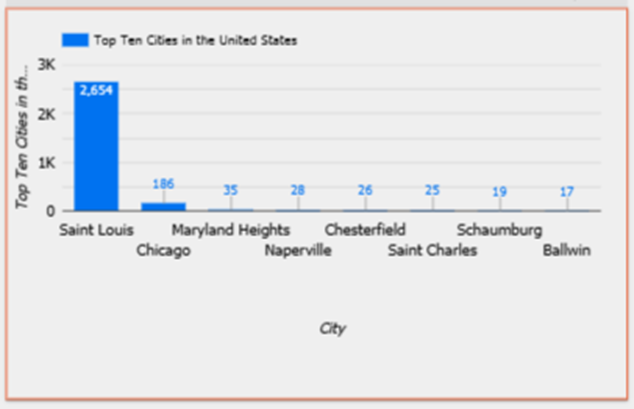 Top Ten Cities in the United States
Top Ten Cities in th...
3K
2K
1K
0
2,654
186
35
28
26
25
19
17
Saint Louis
Chicago
Maryland Heights
Naperville
Chesterfield
Saint Charles
Schaumburg
Ballwin
City